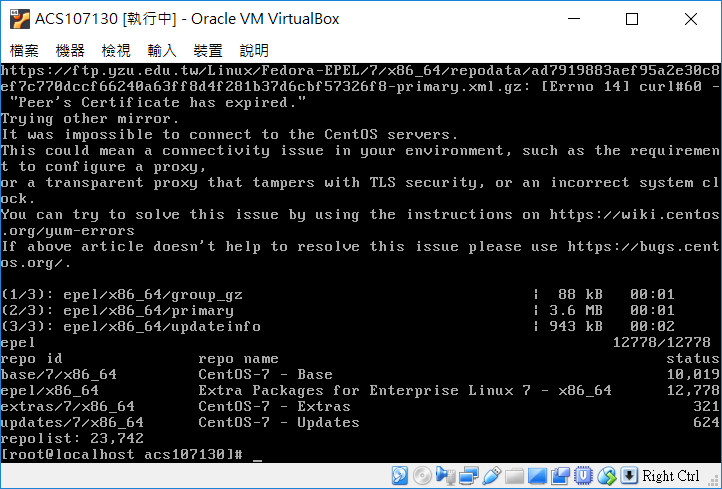 ACS107130 [執行中] - Oracle VM VirtualBox
檔案 機器 檢視 輸入 裝置 說明
https://ftp.yzu.edu.tw/Linux/Fedora-EPEL/7/x86_64/repodata/ad7919883aef95a2e30c8
ef7c770dccf66240a63ff8d4f281b37d6cbf57326f8-primary.xml.gz: [Errno 14] curl#60 -
"Peer's Certificate has expired."
Trying other mirror.
It was impossible to connect to the CentOS servers.
This could mean a connectivity issue in your environment, such as the requiremen
t to configure a proxy,
or a transparent proxy that tampers with TLS security, or an incorrect system cl
ock.
You can try to solve this issue by using the instructions on https://wiki.centos
.org/yum-errors
If above article doesn't help to resolve this issue please use https://bugs.cent
os.org/.
(1/3): epel/x86_64/group_gz | 88 kB 00:01
(2/3): epel/x86_64/primary | 3.6 MB 00:01
(3/3): epel/x86_64/updateinfo | 943 kB 00:02
epel 12778/12778
repo id repo name status
base/7/x86_64 CentOS-7 - Base 10,019
epel/x86_64 Extra Packages for Enterprise Linux 7 - x86_64 12,778
extras/7/x86_64 CentOS-7 - Extras 321
updates/7/x86_64 CentOS-7 - Updates 624
repolist: 23,742
[root@localhost acs107130]# _
Right Ctrl